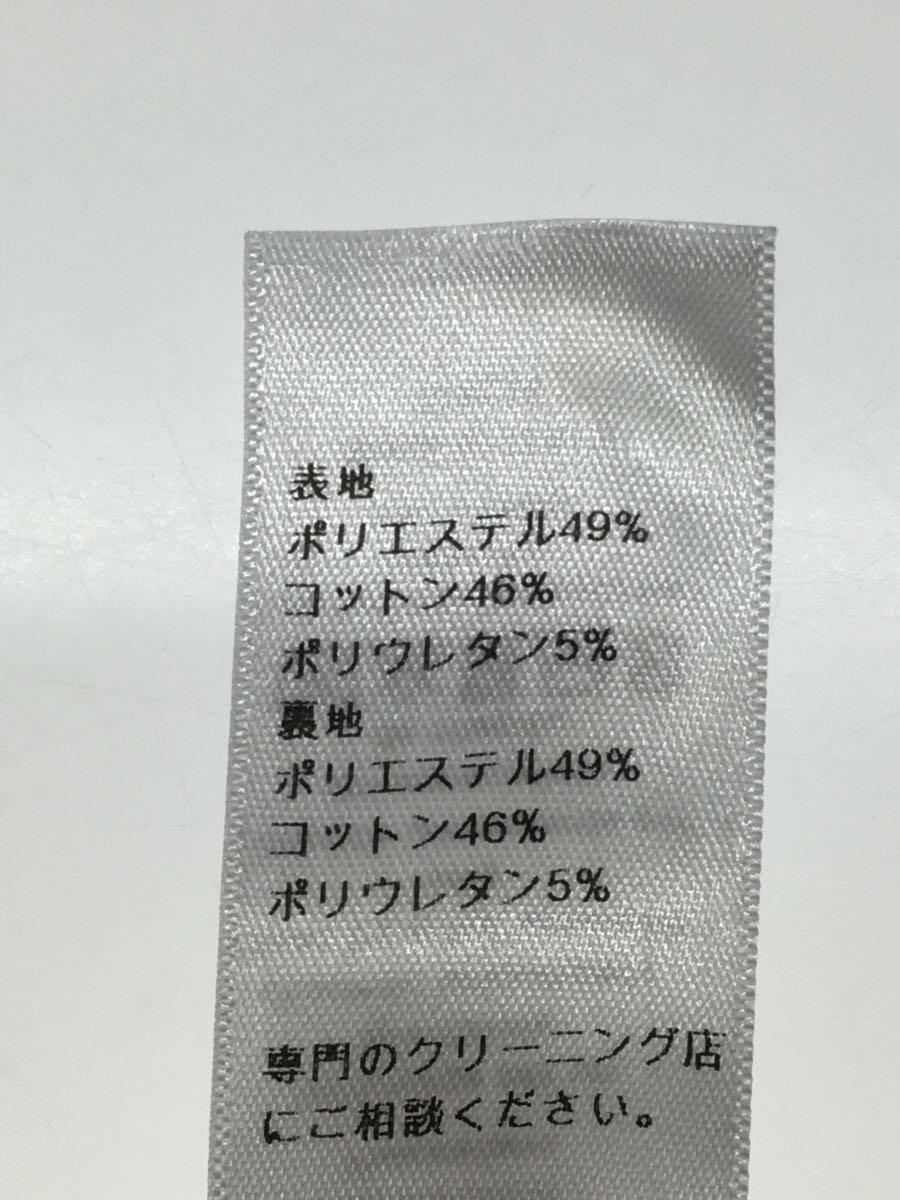 表地
ポリエステル49%
コットン46%
ポリウレタン5%
裏地
ポリエステル49%
コットン46%
ポリウレタン5%
専門のクリーニング店
にご相談ください。